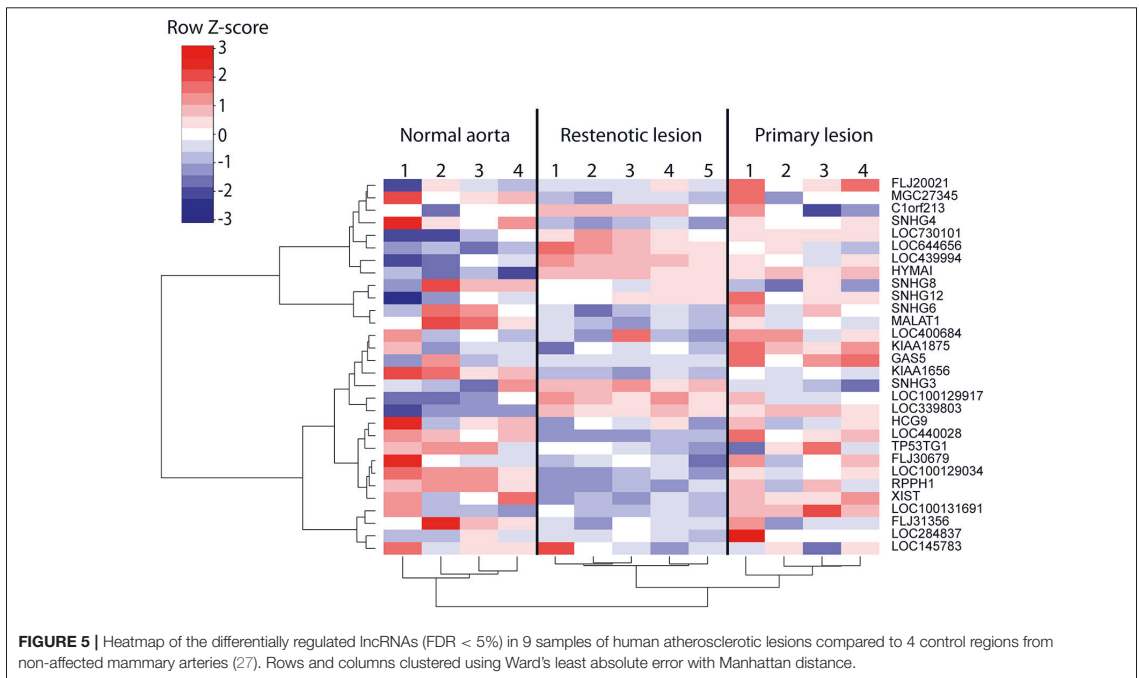 Row Z-score
3
2
1
0
-1
-2
-3
Normal aorta
Restenotic lesion
Primary lesion
1 2 3 4 1 2 3 4 5 1 2 3 4
FLJ20021
MGC27345
C1orf213
SNHG4
LOC730101
LOC644656
LOC439994
HYMAI
SNHG8
SNHG12
SNHG6
MALAT1
LOC400684
KIAA1875
GAS5
KIAA1656
SNHG3
LOC100129917
LOC339803
HCG9
LOC440028
TP53TG1
FLJ30679
LOC100129034
RPPH1
XIST
LOC100131691
FLJ31356
LOC284837
LOC145783
FIGURE 5 | Heatmap of the differentially regulated lncRNAs (FDR < 5%) in 9 samples of human atherosclerotic lesions compared to 4 control regions from
non-affected mammary arteries (27). Rows and columns clustered using Ward's least absolute error with Manhattan distance.